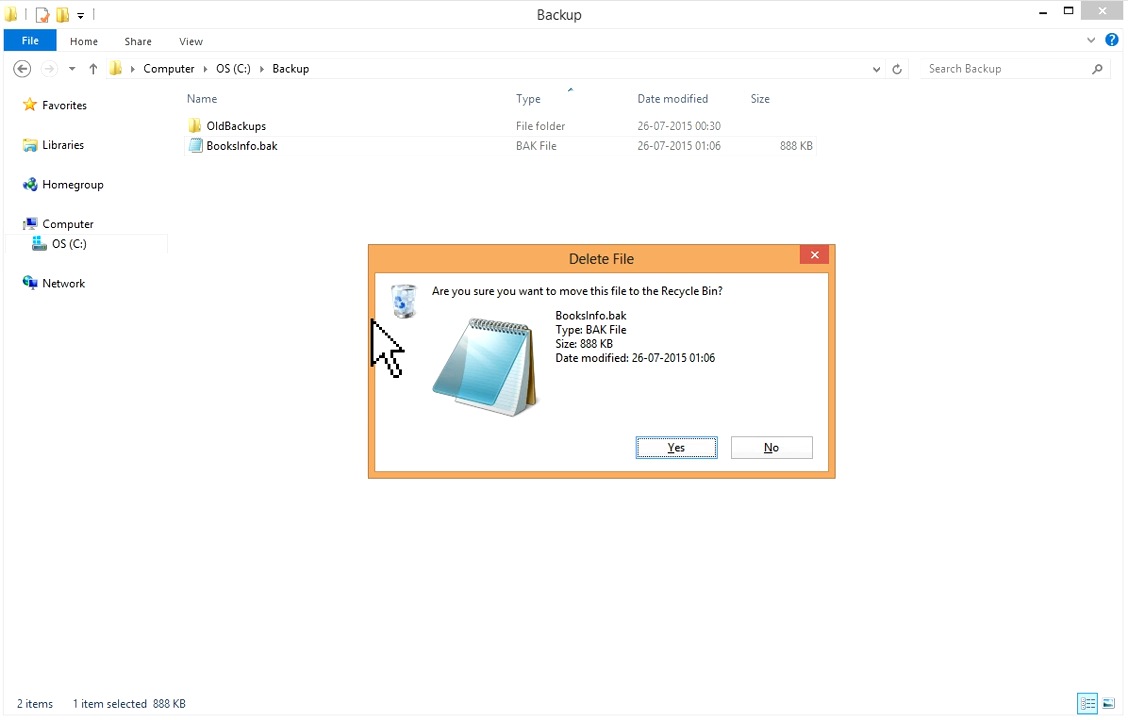 Backup
File Home Share View
Computer OS (C:) Backup Search Backup
Favorites
Libraries
Homegroup
Computer
OS (C:)
Network
Name Type Date modified Size
OldBackups File folder 26-07-2015 00:30
BooksInfo.bak BAK File 26-07-2015 01:06 888 KB
Delete File
Are you sure you want to move this file to the Recycle Bin?
BooksInfo.bak
Type: BAK File
Size: 888 KB
Date modified: 26-07-2015 01:06
Yes No
2 items 1 item selected 888 KB